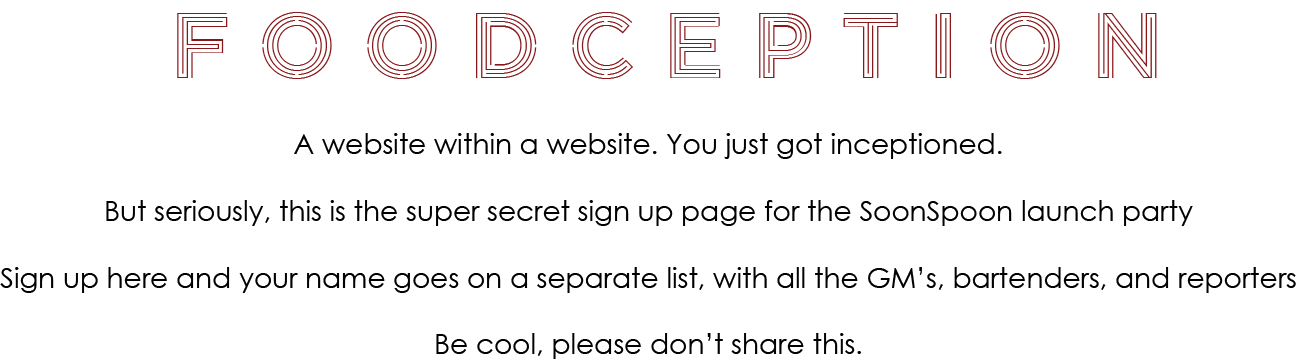 FOODCEPTION
A website within a website. You just got inceptioned.
But seriously, this is the super secret sign up page for the SoonSpoon launch party
Sign up here and your name goes on a separate list, with all the GM’s, bartenders, and reporters
Be cool, please don’t share this.